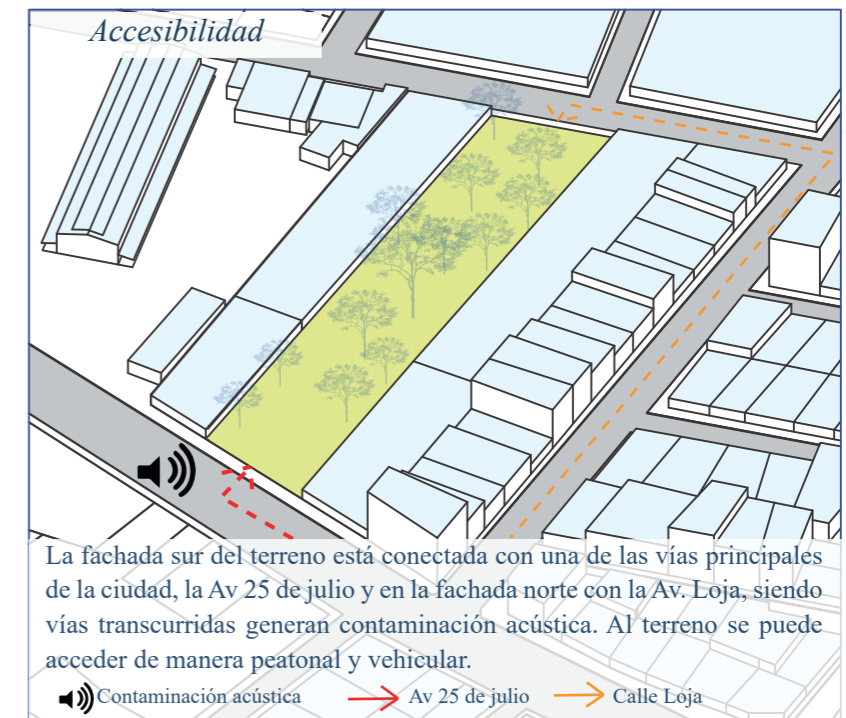 Accesibilidad
La fachada sur del terreno está conectada con una de las vías principales
de la ciudad, la Av 25 de julio y en la fachada norte con la Av. Loja, siendo
vías transcurridas generan contaminación acústica. Al terreno se puede
acceder de manera peatonal y vehicular.
Contaminación acústica Av 25 de julio Calle Loja